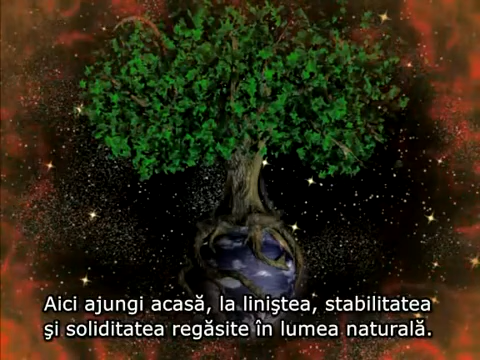 Aici ajungi acasă, la liniştea, stabilitatea
şi soliditatea regăsite în lumea naturală.